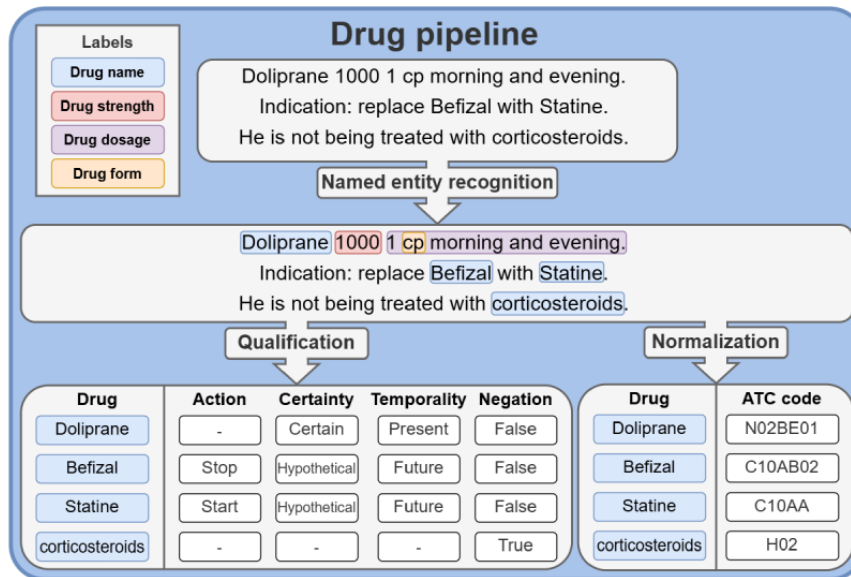 Drug pipeline
Labels
Drug name
Drug strength
Drug dosage
Drug form
Doliprane 1000 1 cp morning and evening.
Indication: replace Befizal with Statine.
He is not being treated with corticosteroids.
Named entity recognition
Doliprane 1000 1 cp morning and evening.
Indication: replace Befizal with Statine.
He is not being treated with corticosteroids.
Qualification
Normalization
Drug Action Certainty Temporality Negation
Doliprane - Certain Present False
Befizal Stop Hypothetical Future False
Statine Start Hypothetical Future False
corticosteroids - - - True
Drug ATC code
Doliprane N02BE01
Befizal C10AB02
Statine C10AA
corticosteroids H02